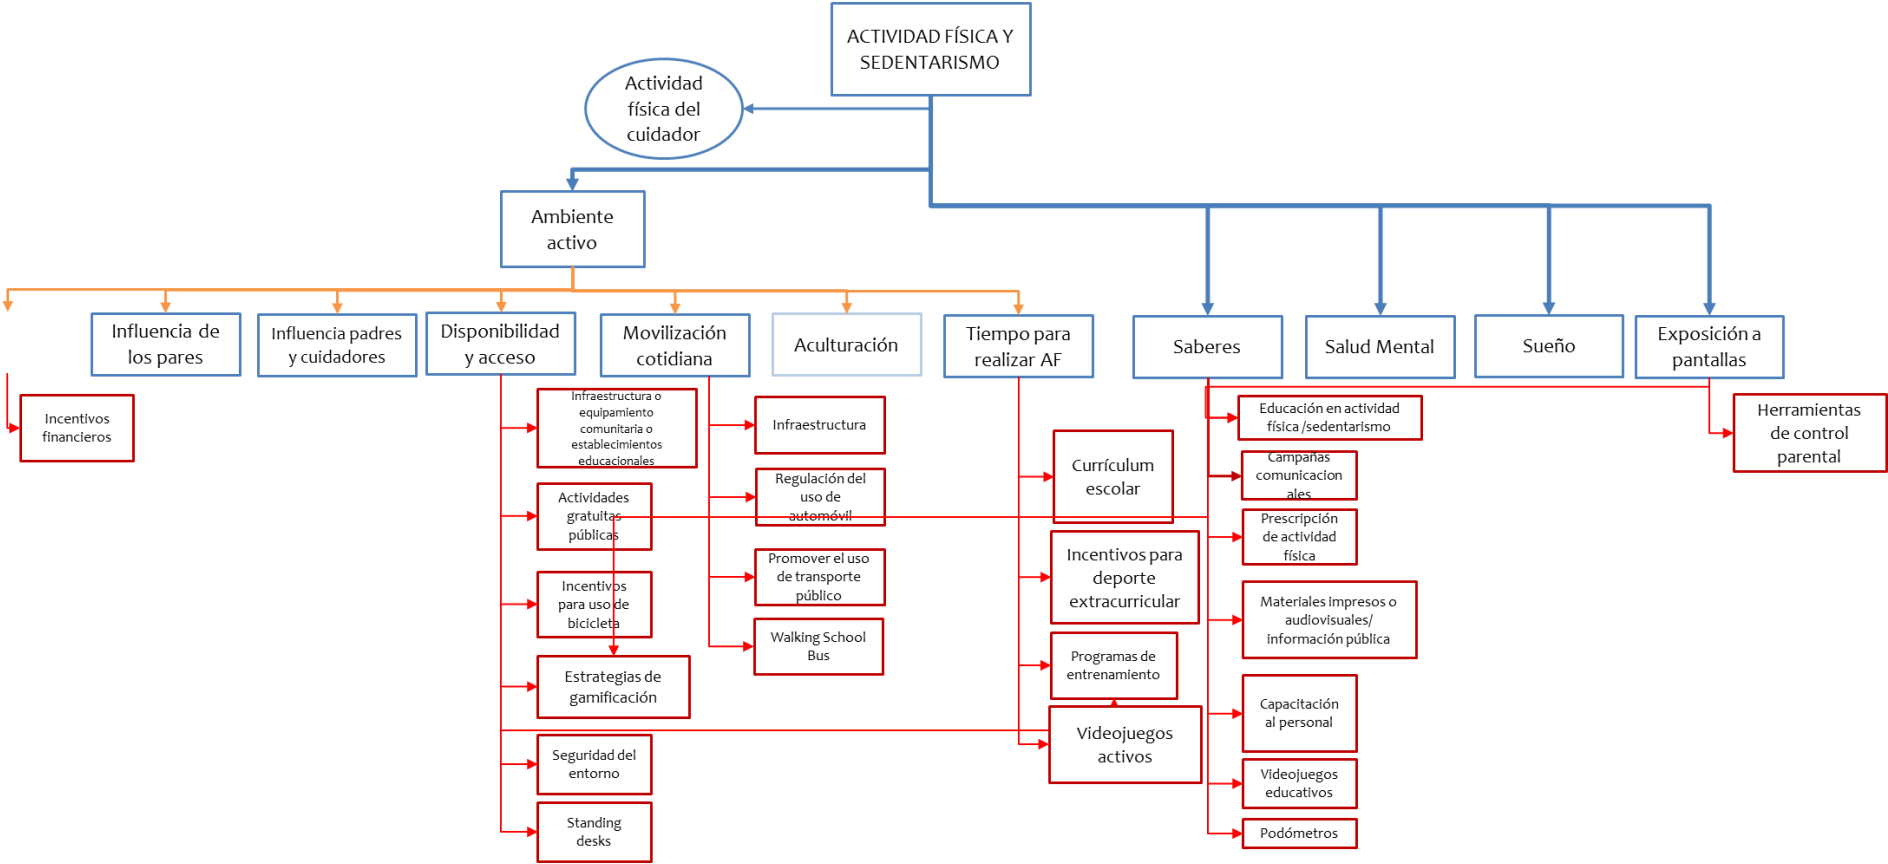 ACTIVIDAD FÍSICA Y
SEDENTARISMO
Actividad
física del
cuidador
Ambiente
activo
Influencia de
los pares
Influencia padres
y cuidadores
Disponibilidad
y acceso
Movilización
cotidiana
Aculturación
Tiempo para
realizar AF
Saberes
Salud Mental
Sueño
Exposición a
pantallas
Incentivos
financieros
Infraestructura o
equipamiento
comunitaria o
establecimientos
educacionales
Actividades
gratuitas
públicas
Incentivos
para uso de
bicicleta
Estrategias de
gamificación
Seguridad del
entorno
Standing
desks
Infraestructura
Regulación del
uso de
automóvil
Promover el uso
de transporte
público
Walking School
Bus
Currículum
escolar
Incentivos para
deporte
extracurricular
Programas de
entrenamiento
Videojuegos
activos
Educación en actividad
física /sedentarismo
Campañas
comunicacion
ales
Prescripción
de actividad
física
Materiales impresos o
audiovisuales/
información pública
Capacitación
al personal
Videojuegos
educativos
Podómetros
Herramientas
de control
parental